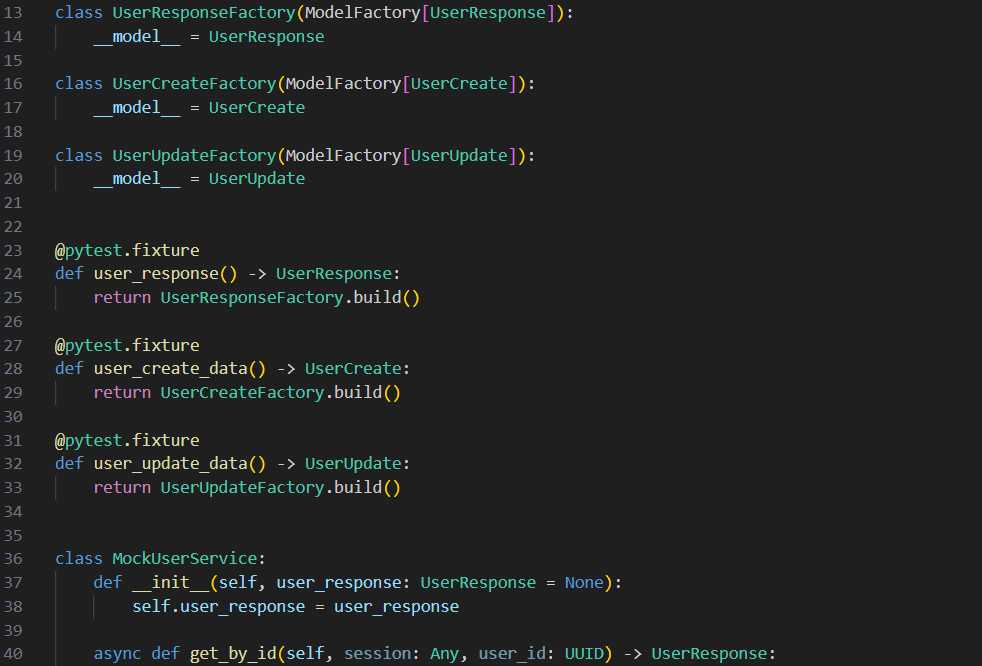 13 class UserResponseFactory(ModelFactory[UserResponse]):
14     __model__ = UserResponse
15
16 class UserCreateFactory(ModelFactory[UserCreate]):
17     __model__ = UserCreate
18
19 class UserUpdateFactory(ModelFactory[UserUpdate]):
20     __model__ = UserUpdate
21
22
23 @pytest.fixture
24 def user_response() -> UserResponse:
25     return UserResponseFactory.build()
26
27 @pytest.fixture
28 def user_create_data() -> UserCreate:
29     return UserCreateFactory.build()
30
31 @pytest.fixture
32 def user_update_data() -> UserUpdate:
33     return UserUpdateFactory.build()
34
35
36 class MockUserService:
37     def __init__(self, user_response: UserResponse = None):
38         self.user_response = user_response
39
40     async def get_by_id(self, session: Any, user_id: UUID) -> UserResponse: